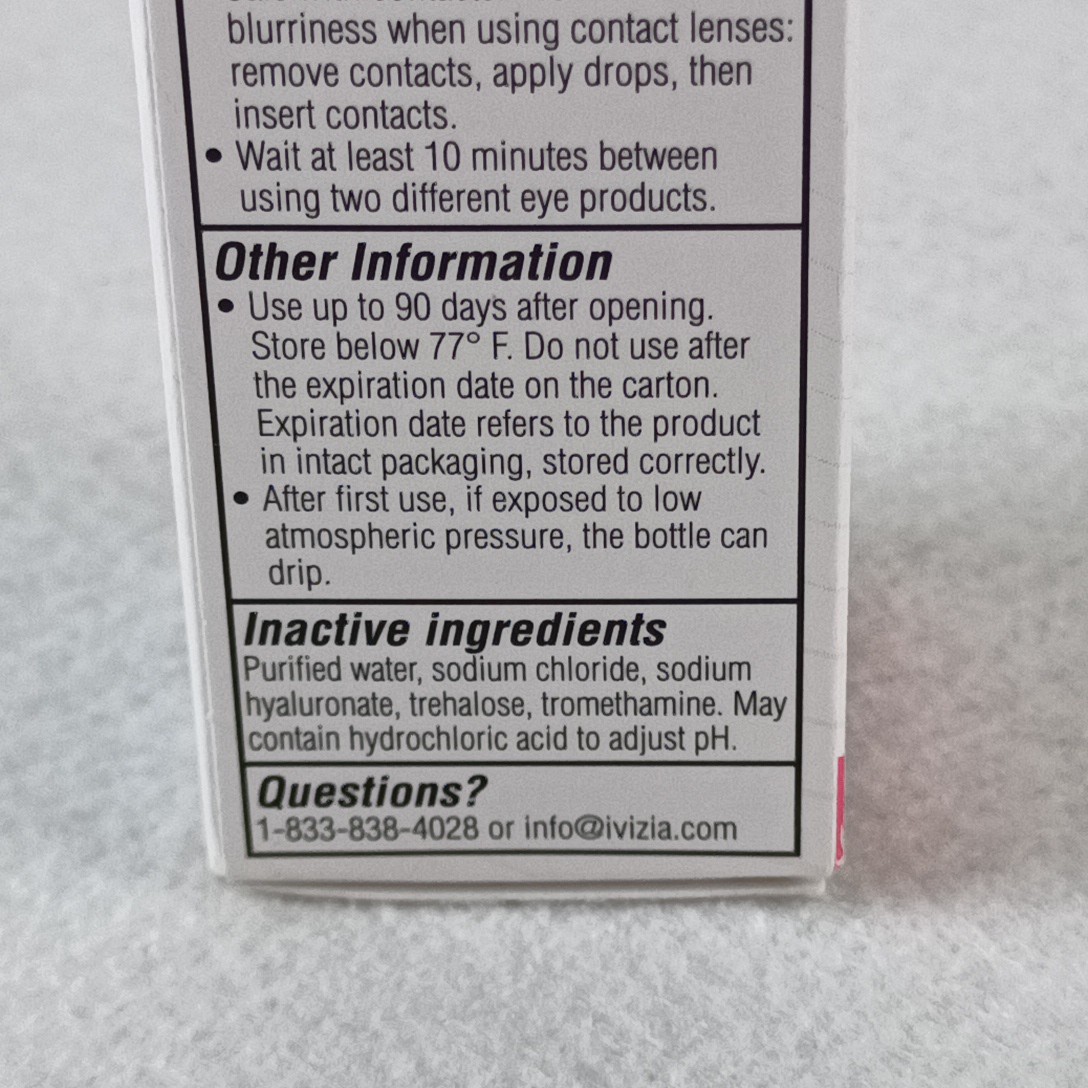 blurriness when using contact lenses:
remove contacts, apply drops, then
insert contacts.
• Wait at least 10 minutes between
using two different eye products.
Other Information
• Use up to 90 days after opening.
Store below 77° F. Do not use after
the expiration date on the carton.
Expiration date refers to the product
in intact packaging, stored correctly.
• After first use, if exposed to low
atmospheric pressure, the bottle can
drip.
Inactive ingredients
Purified water, sodium chloride, sodium
hyaluronate, trehalose, tromethamine. May
contain hydrochloric acid to adjust pH.
Questions?
1-833-838-4028 or info@ivizia.com